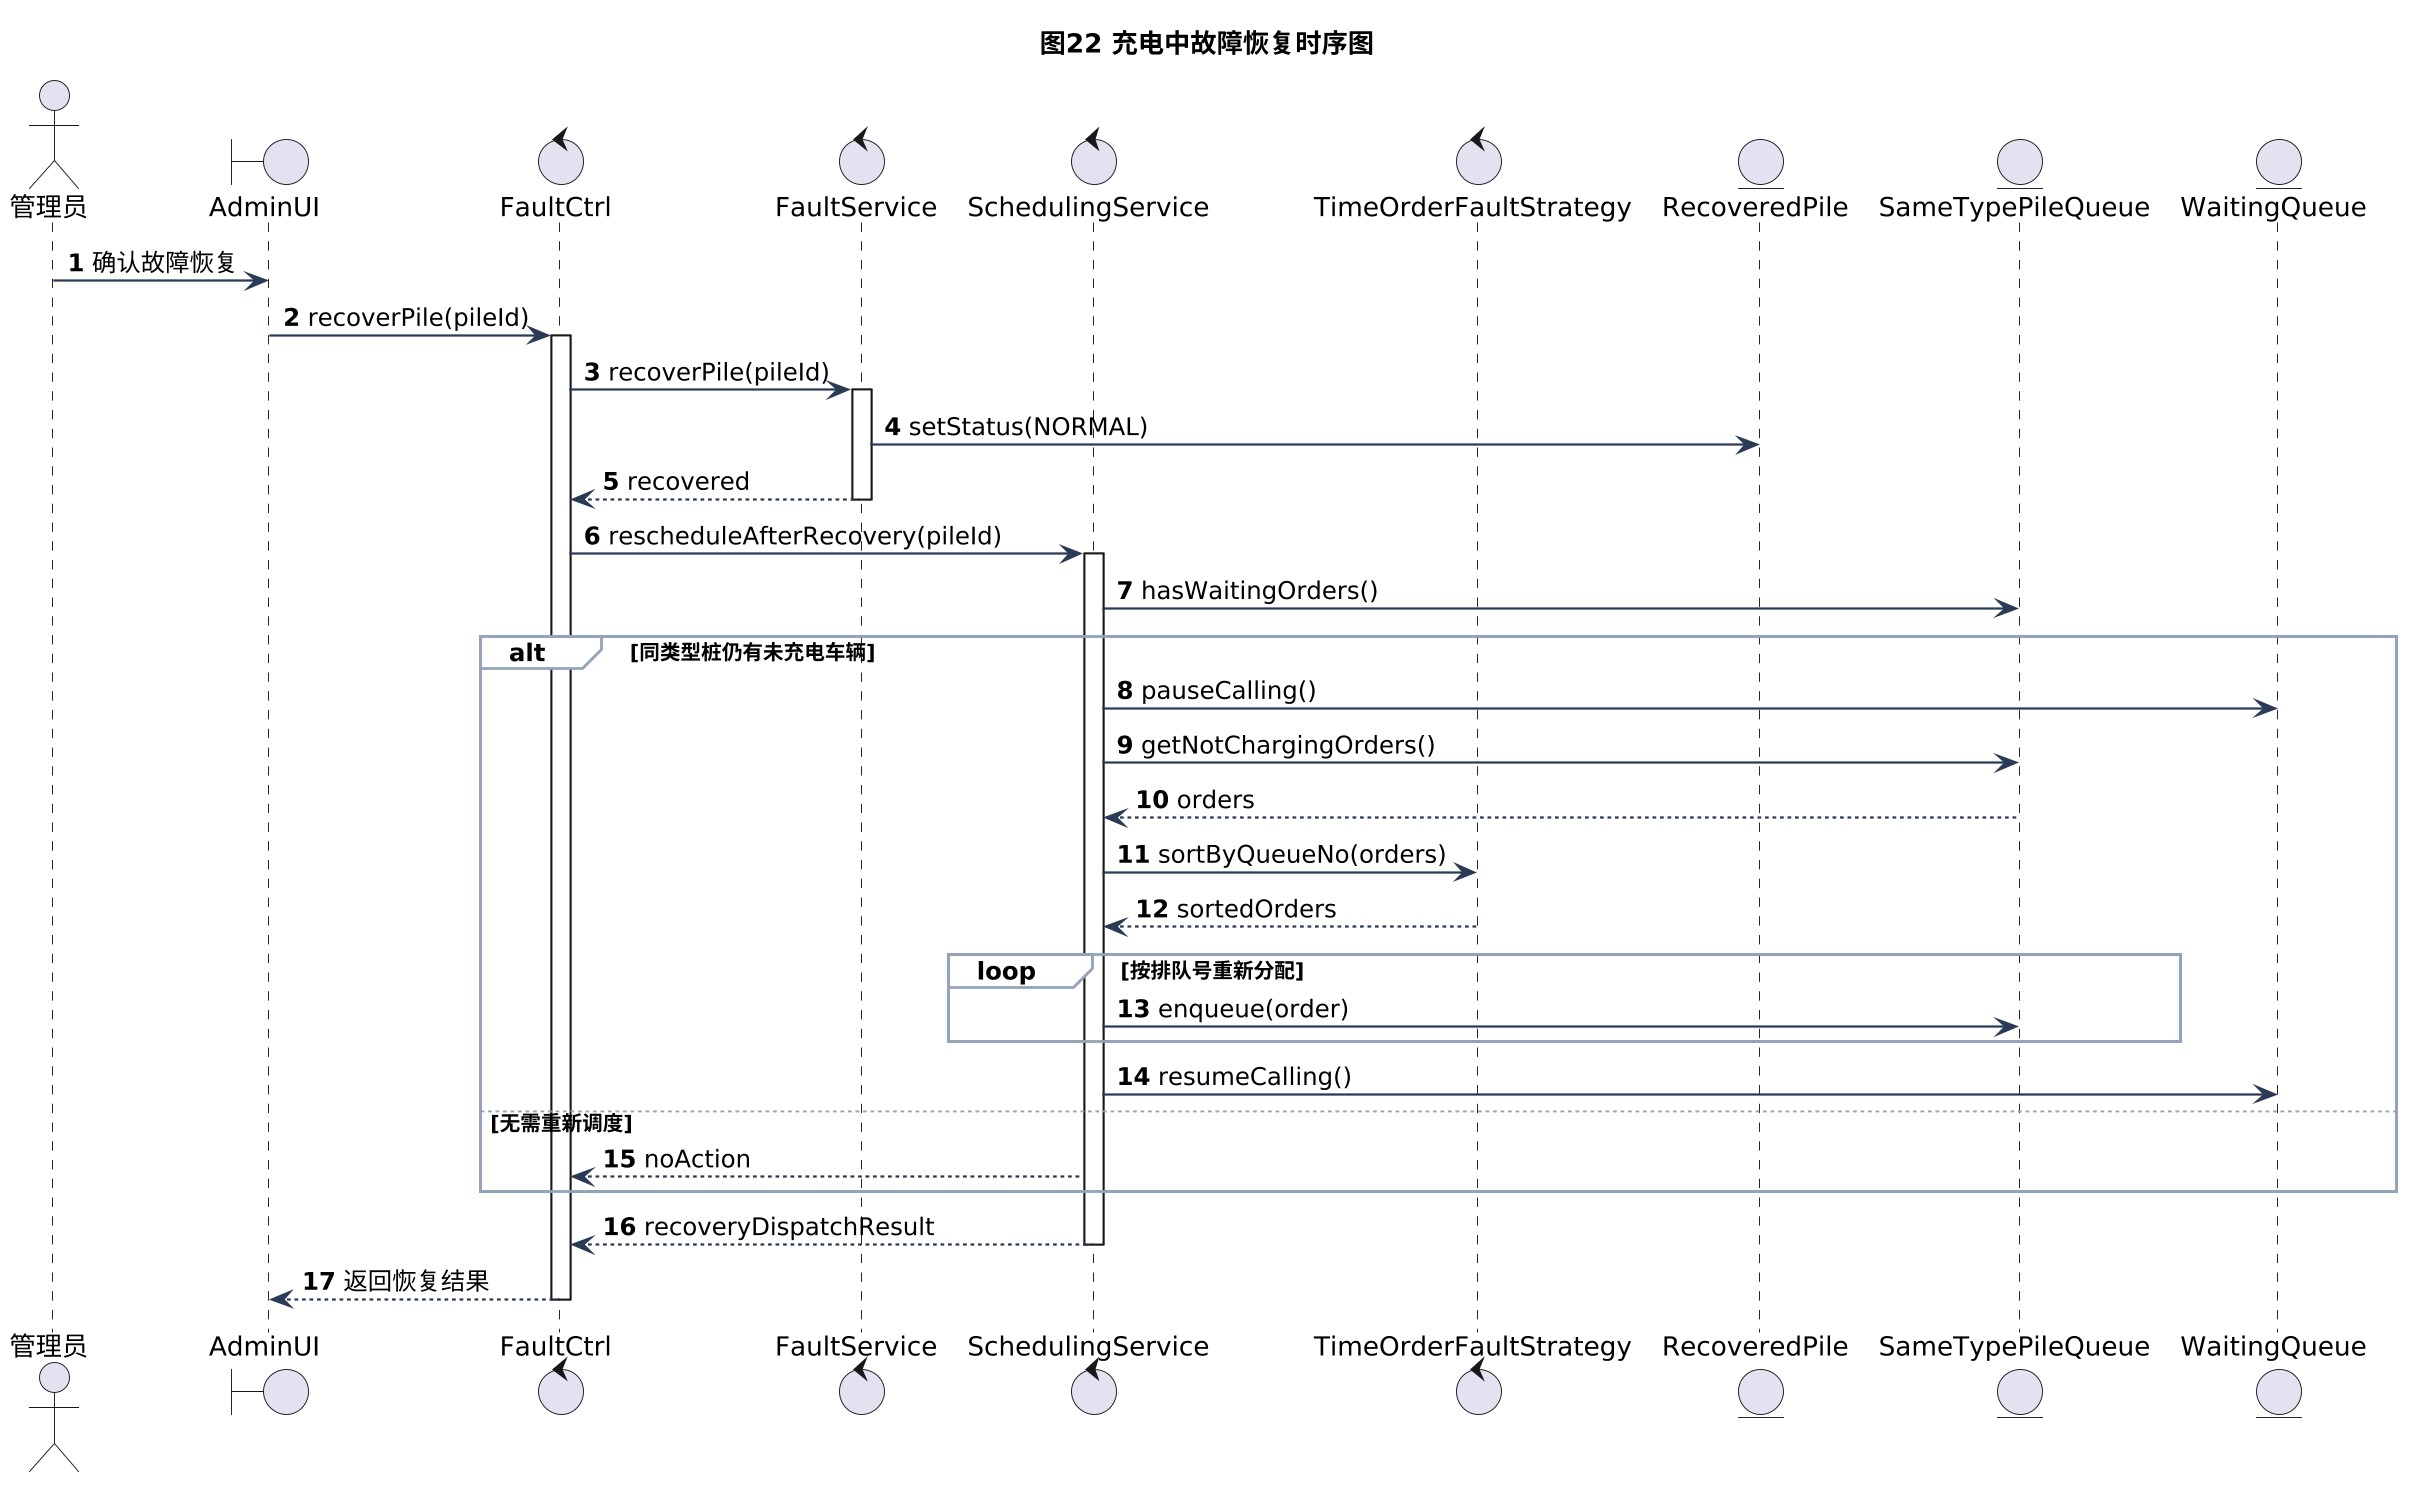 图22 充电中故障恢复时序图
管理员
AdminUI
FaultCtrl
FaultService
SchedulingService
TimeOrderFaultStrategy
RecoveredPile
SameTypePileQueue
WaitingQueue
1 确认故障恢复
2 recoverPile(pileId)
3 recoverPile(pileId)
4 setStatus(NORMAL)
5 recovered
6 rescheduleAfterRecovery(pileId)
7 hasWaitingOrders()
alt [同类型桩仍有未充电车辆]
8 pauseCalling()
9 getNotChargingOrders()
10 orders
11 sortByQueueNo(orders)
12 sortedOrders
loop [按排队号重新分配]
13 enqueue(order)
14 resumeCalling()
[无需重新调度]
15 noAction
16 recoveryDispatchResult
17 返回恢复结果
管理员
AdminUI
FaultCtrl
FaultService
SchedulingService
TimeOrderFaultStrategy
RecoveredPile
SameTypePileQueue
WaitingQueue